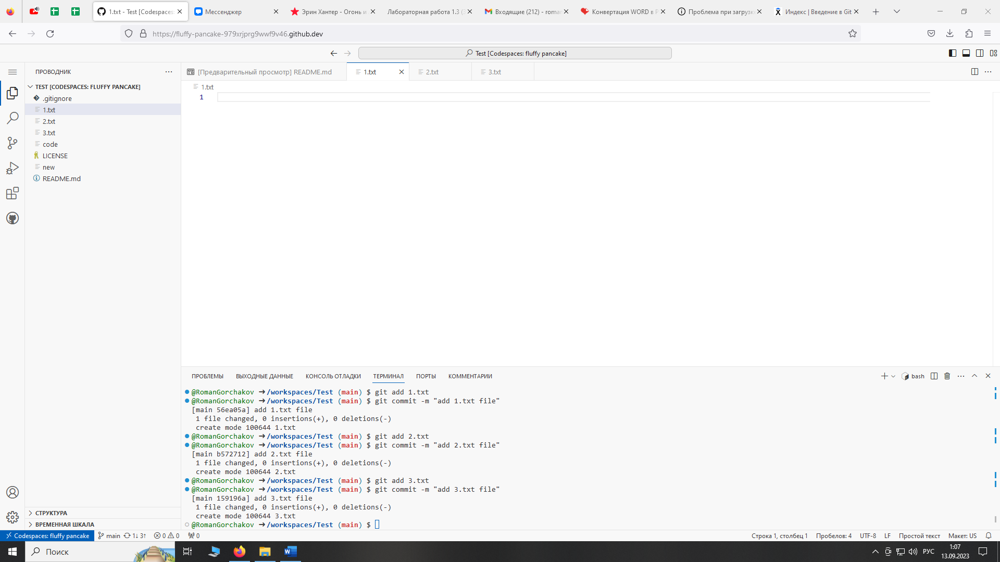 1.txt - Test [Codespaces:
Мессенджер
Эрин Хантер - Огонь и
Лабораторная работа 1.3 (3
Входящие (212) - roma
Конвертация WORD в P
Проблема при загрузке
Индекс | Введение в Git
https://fluffy-pancake-979xrjprg9wwf9v46.github.dev
Test [Codespaces: fluffy pancake]
ПРОВОДНИК
TEST [CODESPACES: FLUFFY PANCAKE]
.gitignore
1.txt
2.txt
3.txt
code
LICENSE
new
README.md
СТРУКТУРА
ВРЕМЕННАЯ ШКАЛА
[Предварительный просмотр] README.md
1.txt
2.txt
3.txt
1.txt
1
ПРОБЛЕМЫ
ВЫХОДНЫЕ ДАННЫЕ
КОНСОЛЬ ОТЛАДКИ
ТЕРМИНАЛ
ПОРТЫ
КОММЕНТАРИИ
bash
@RomanGorchakov ➜/workspaces/Test (main) $ git add 1.txt
@RomanGorchakov ➜/workspaces/Test (main) $ git commit -m "add 1.txt file"
[main 56ea05a] add 1.txt file
1 file changed, 0 insertions(+), 0 deletions(-)
create mode 100644 1.txt
@RomanGorchakov ➜/workspaces/Test (main) $ git add 2.txt
@RomanGorchakov ➜/workspaces/Test (main) $ git commit -m "add 2.txt file"
[main b572712] add 2.txt file
1 file changed, 0 insertions(+), 0 deletions(-)
create mode 100644 2.txt
@RomanGorchakov ➜/workspaces/Test (main) $ git add 3.txt
@RomanGorchakov ➜/workspaces/Test (main) $ git commit -m "add 3.txt file"
[main 159196a] add 3.txt file
1 file changed, 0 insertions(+), 0 deletions(-)
create mode 100644 3.txt
@RomanGorchakov ➜/workspaces/Test (main) $
Codespaces: fluffy pancake
main
1↓ 3↑
0
0
0
Строка 1, столбец 1
Пробелов: 4
UTF-8
LF
Простой текст
Макет: US
Поиск
РУС
1:07
13.09.2023